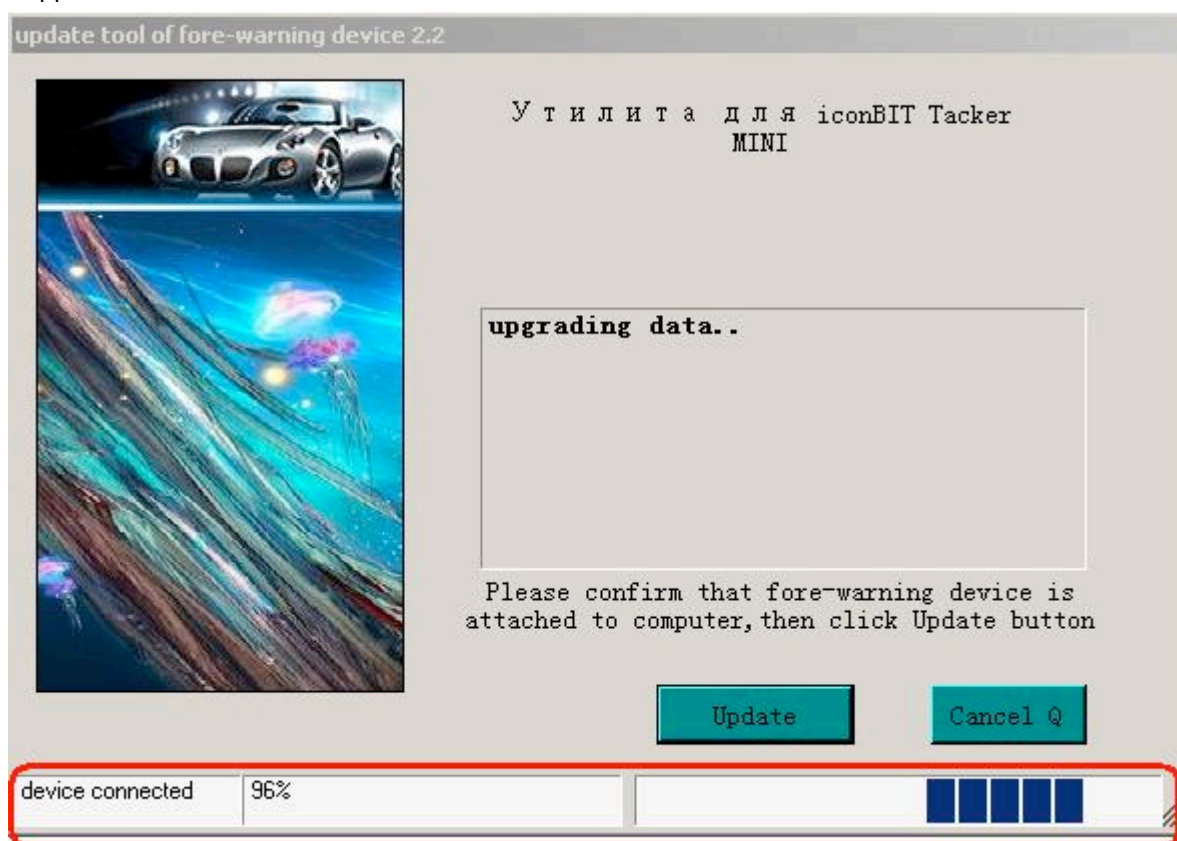 update tool of fore-warning device 2.2
Утилита для iconBIT Tacker
MINI
upgrading data..
Please confirm that fore-warning device is
attached to computer, then click Update button
Update
Cancel Q
device connected
96%